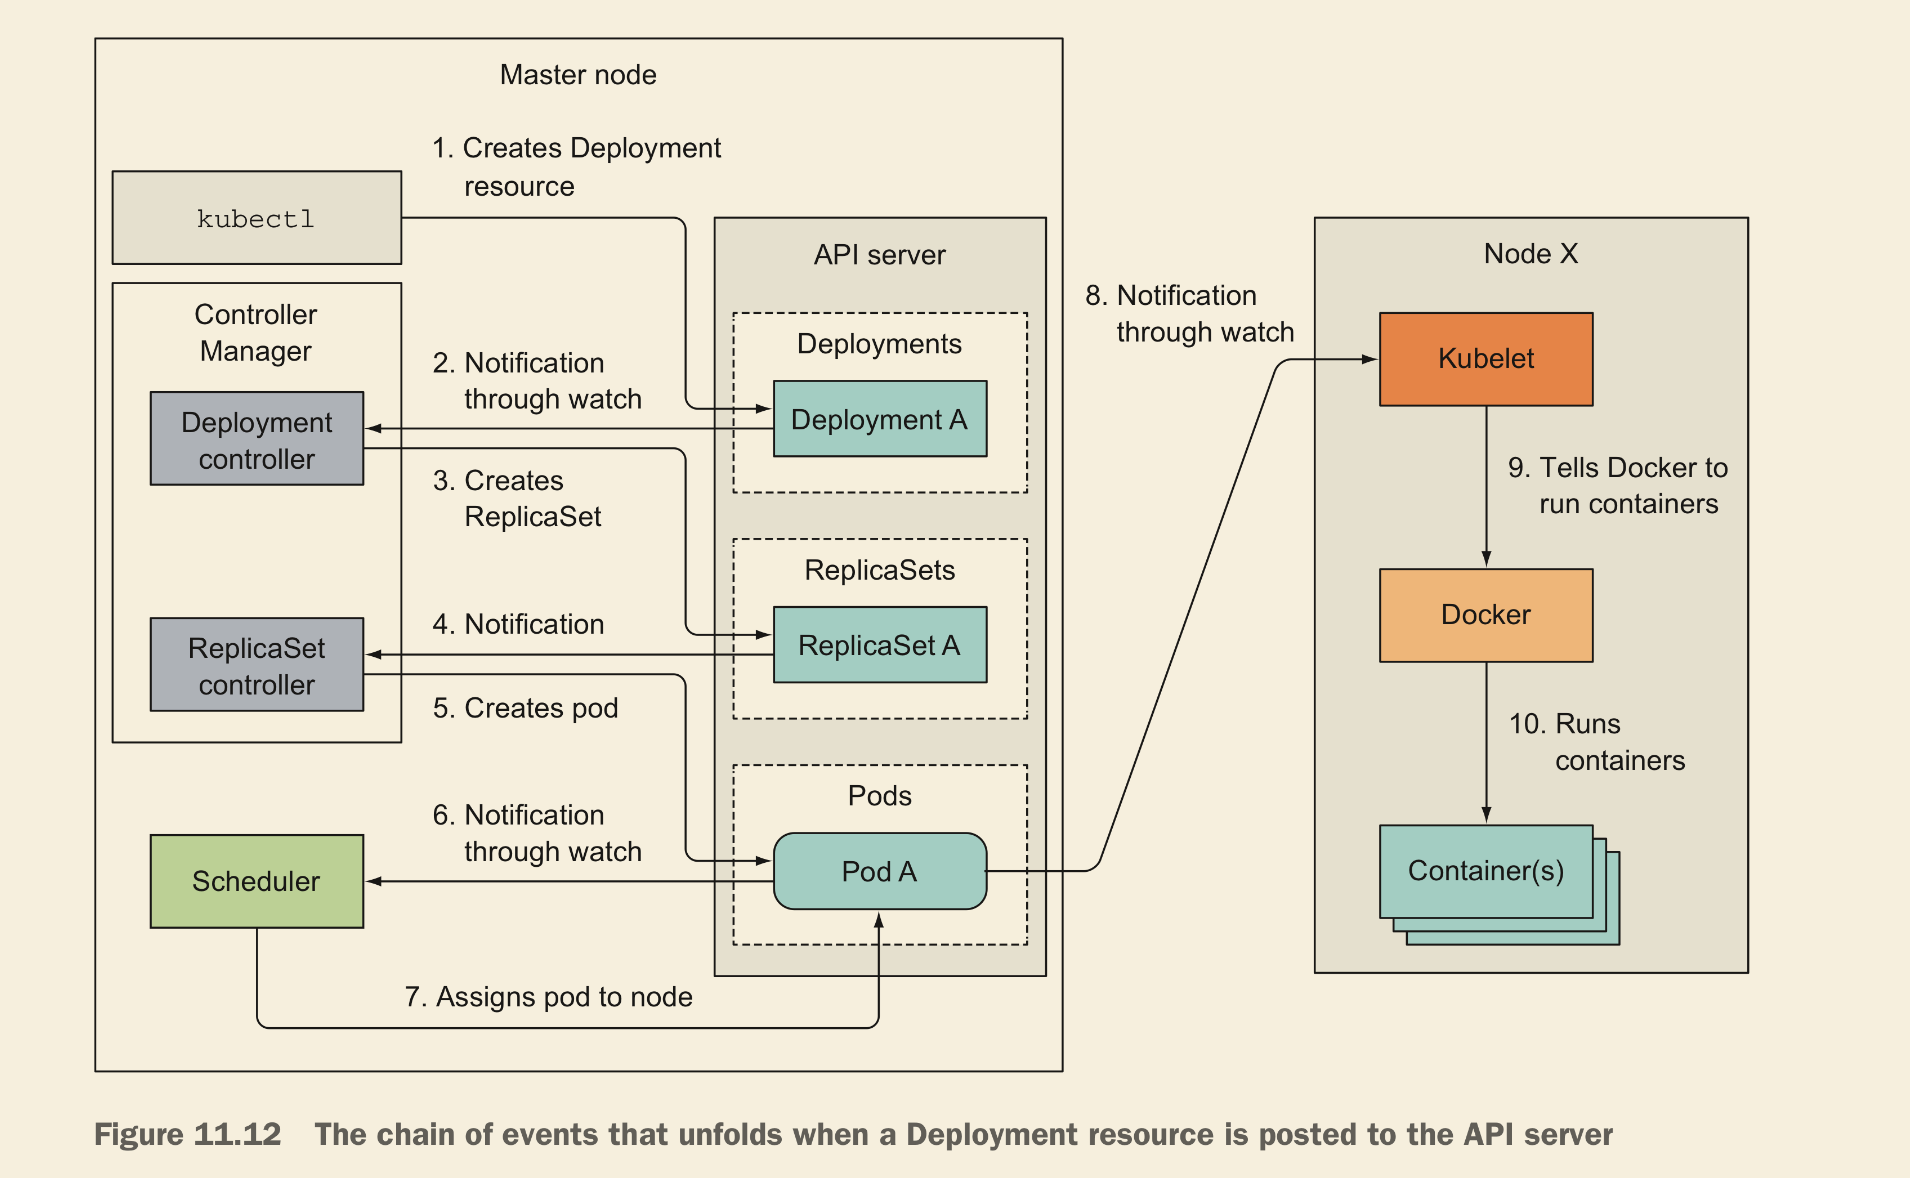 Master node
1. Creates Deployment
resource
kubectl
API server
Node X
Controller
Manager
8. Notification
through watch
Deployments
Kubelet
2. Notification
through watch
Deployment A
Deployment
controller
9. Tells Docker to
run containers
3. Creates
ReplicaSet
ReplicaSets
Docker
4. Notification
ReplicaSet A
ReplicaSet
controller
5. Creates pod
10. Runs
containers
Pods
6. Notification
through watch
Pod A
Container(s)
Scheduler
7. Assigns pod to node
Figure 11.12 The chain of events that unfolds when a Deployment resource is posted to the API server